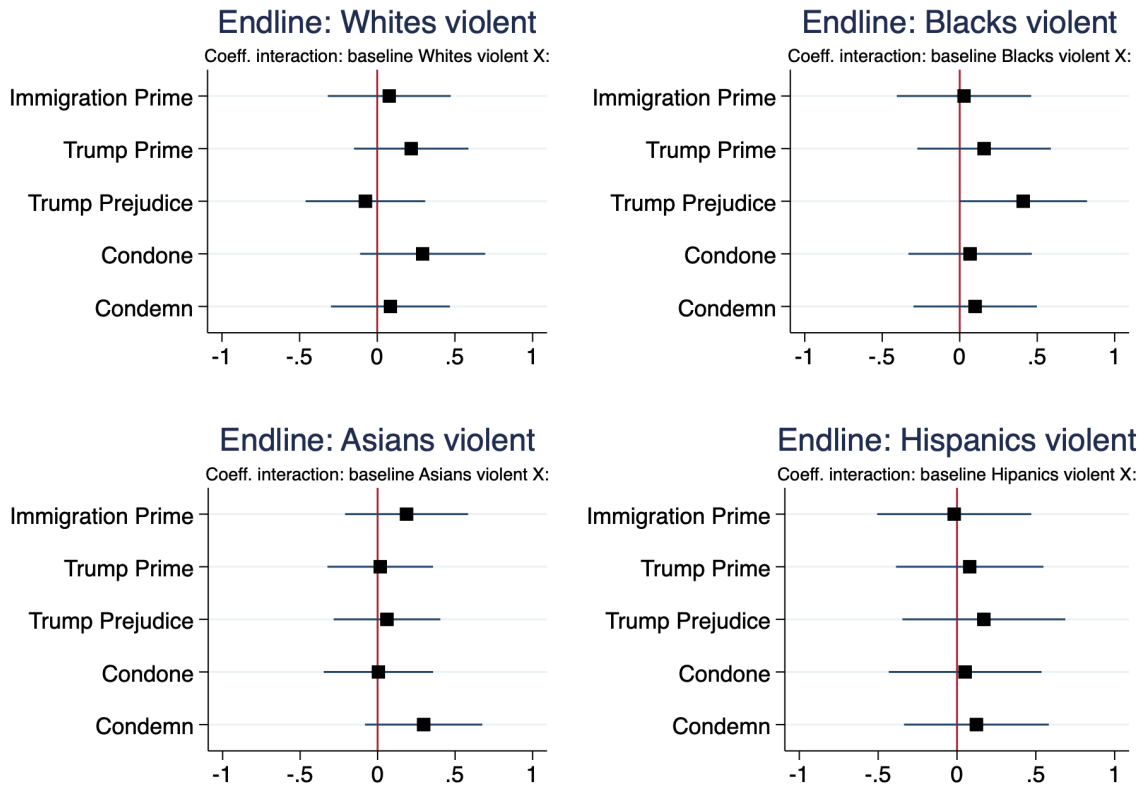 Endline: Whites violent
Coeff. interaction: baseline Whites violent X:
Immigration Prime
Trump Prime
Trump Prejudice
Condone
Condemn
-1 -.5 0 .5 1
Endline: Blacks violent
Coeff. interaction: baseline Blacks violent X:
Immigration Prime
Trump Prime
Trump Prejudice
Condone
Condemn
-1 -.5 0 .5 1
Endline: Asians violent
Coeff. interaction: baseline Asians violent X:
Immigration Prime
Trump Prime
Trump Prejudice
Condone
Condemn
-1 -.5 0 .5 1
Endline: Hispanics violent
Coeff. interaction: baseline Hipanics violent X:
Immigration Prime
Trump Prime
Trump Prejudice
Condone
Condemn
-1 -.5 0 .5 1